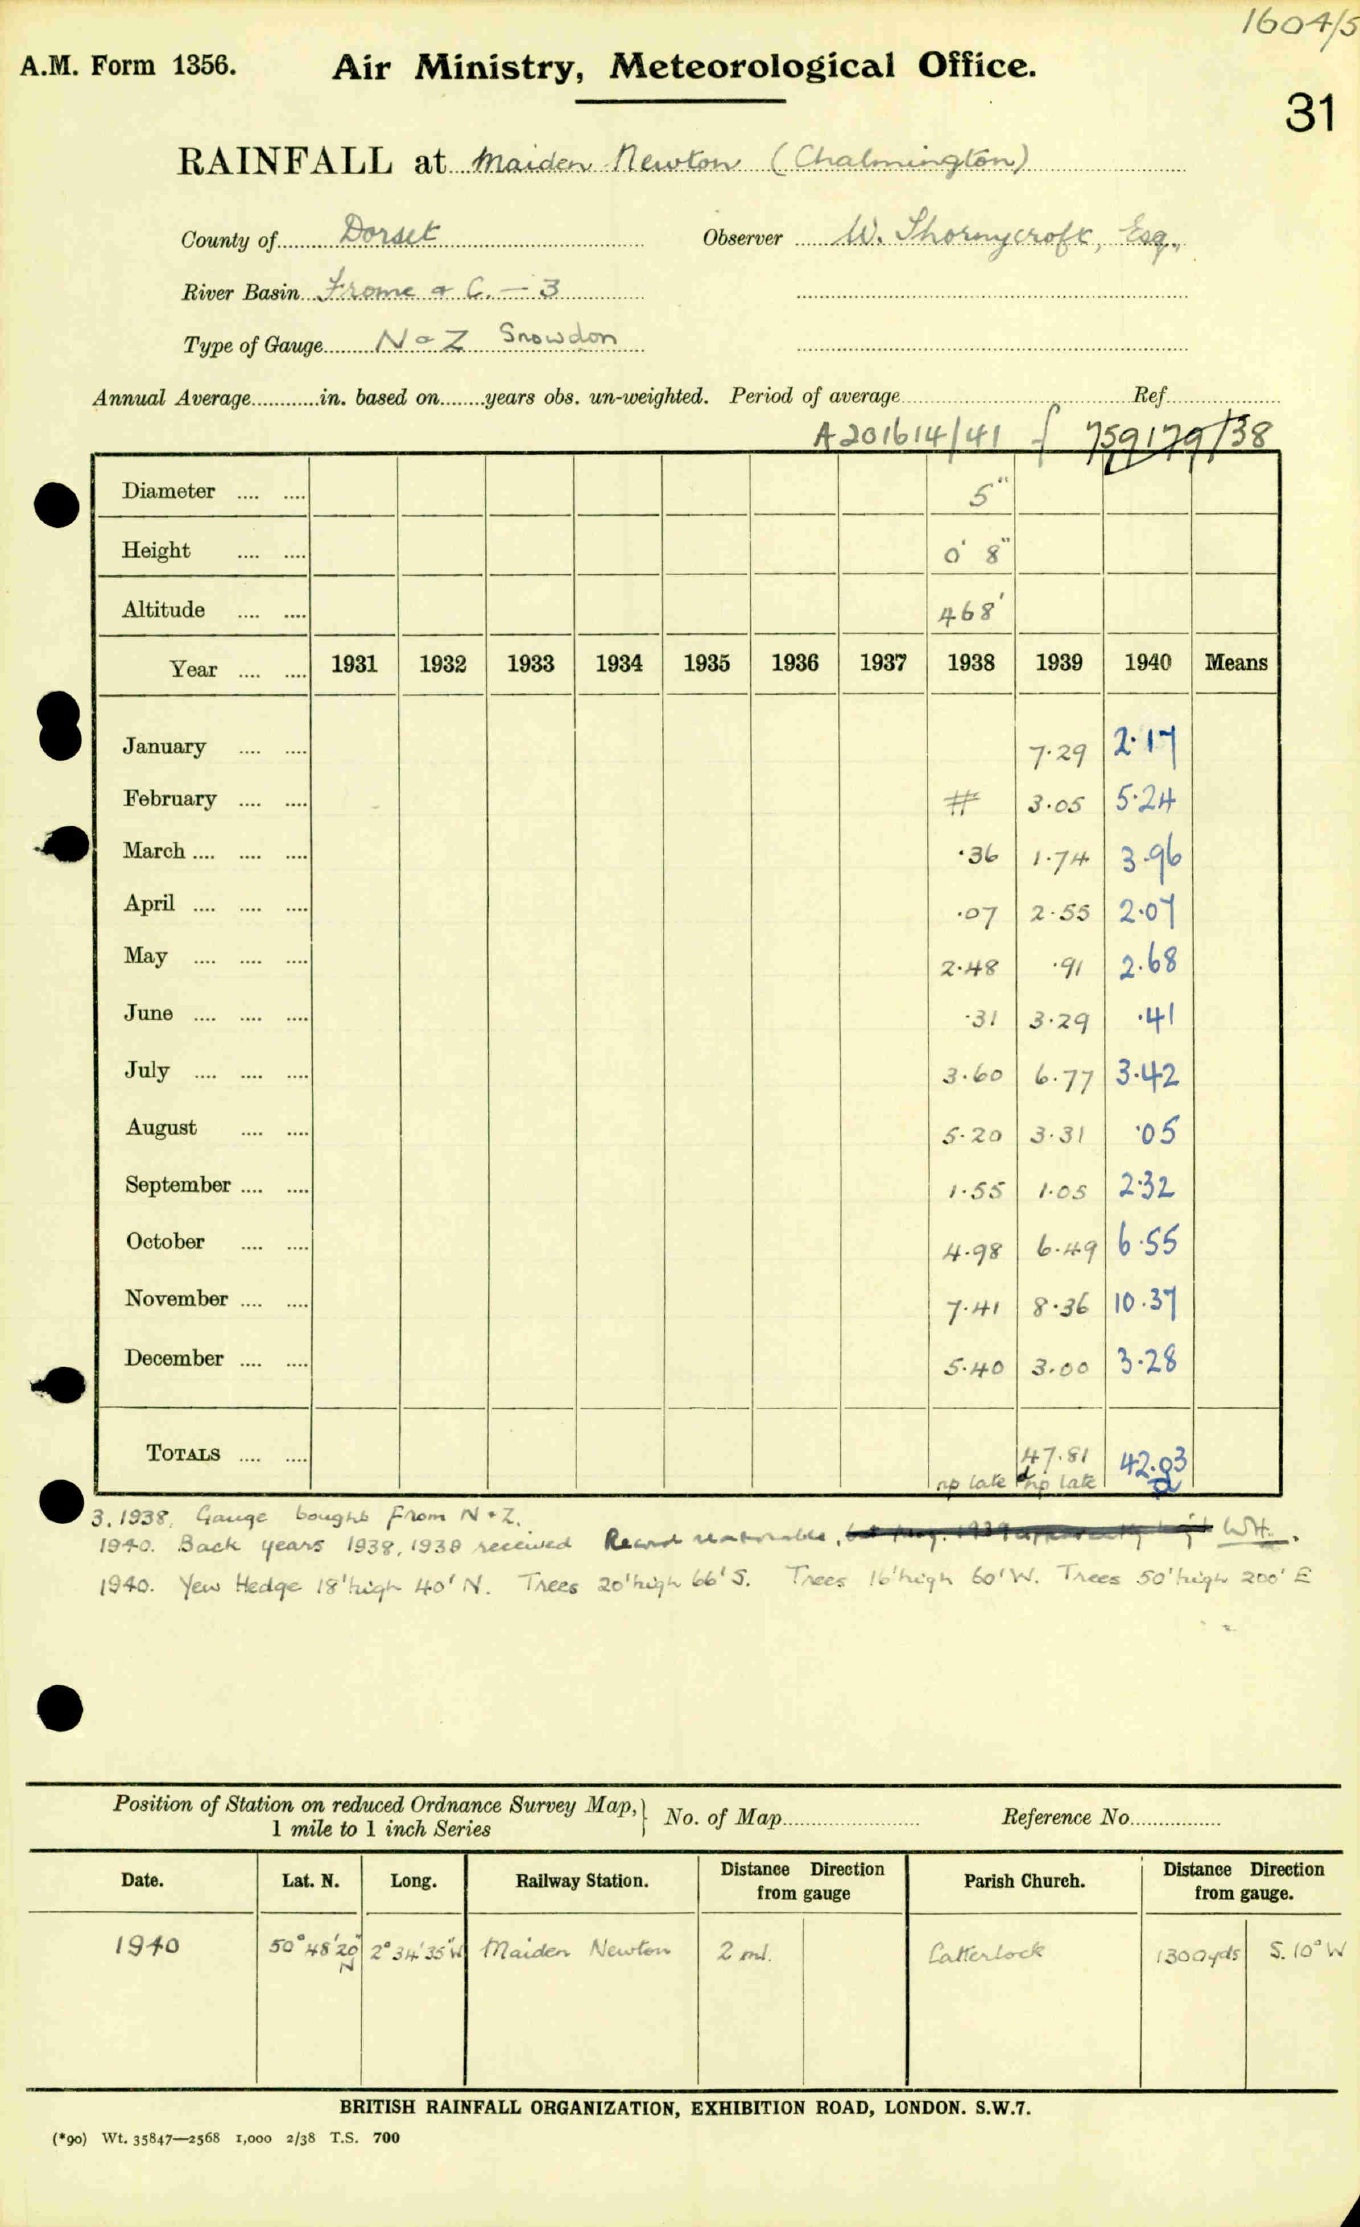 1604/5
A.M. Form 1356. Air Ministry, Meteorological Office.
31
RAINFALL at Maiden Newton (Chalmington)
County of Dorset Observer W. Thornycroft, Esq.,
River Basin Frome & C. — 3
Type of Gauge N & Z Snowdon
Annual Average in. based on years obs. un-weighted. Period of average Ref
A201614/41 759179/38
Diameter 5"
Height 0' 8"
Altitude 468'
Year 1931 1932 1933 1934 1935 1936 1937 1938 1939 1940 Means
January 7.29 2.17
February # 3.05 5.24
March .36 1.74 3.96
April .07 2.55 2.07
May 2.48 .91 2.68
June .31 3.29 .41
July 3.60 6.77 3.42
August 5.20 3.31 .05
September 1.55 1.05 2.32
October 4.98 6.49 6.55
November 7.41 8.36 10.37
December 5.40 3.00 3.28
TOTALS 47.81 42.
np late np late
3. 1938. Gauge bought from N & Z.
1940. Back years 1938, 1939 received Record reasonable, W.H.
1940. Yew Hedge 18' high 40' N. Trees 20' high 66' S. Trees 16' high 60' W. Trees 50' high 200' E
Position of Station on reduced Ordnance Survey Map, 1 mile to 1 inch Series } No. of Map Reference No.
Date. Lat. N. Long. Railway Station. Distance Direction from gauge Parish Church. Distance Direction from gauge.
1940 50° 48' 20" N 2° 34' 35" W Maiden Newton 2 ml. Catterlock 1300 yds S. 10° W
BRITISH RAINFALL ORGANIZATION, EXHIBITION ROAD, LONDON. S.W.7.
(*90) Wt. 35847—2568 1,000 2/38 T.S. 700